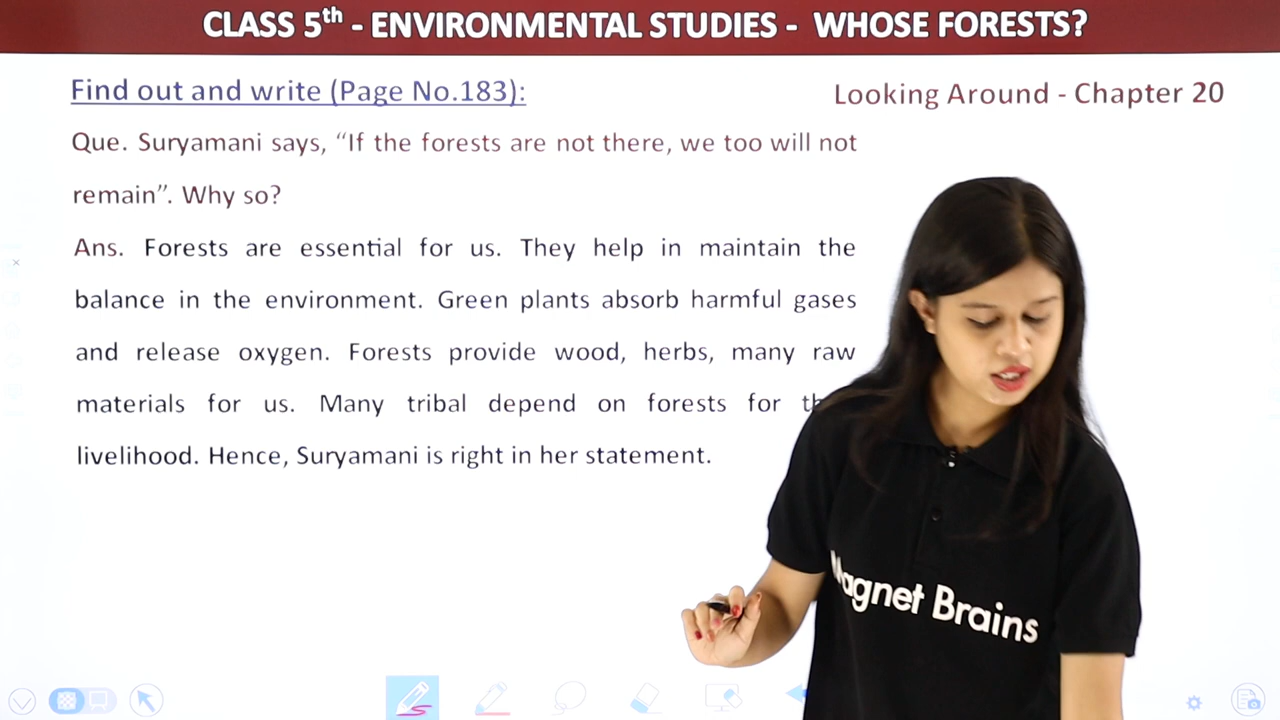 CLASS 5th - ENVIRONMENTAL STUDIES - WHOSE FORESTS?
Find out and write (Page No.183):
Looking Around - Chapter 20
Que. Suryamani says, “If the forests are not there, we too will not
remain”. Why so?
Ans. Forests are essential for us. They help in maintain the
balance in the environment. Green plants absorb harmful gases
and release oxygen. Forests provide wood, herbs, many raw
materials for us. Many tribal depend on forests for
livelihood. Hence, Suryamani is right in her statement.
Magnet Brains